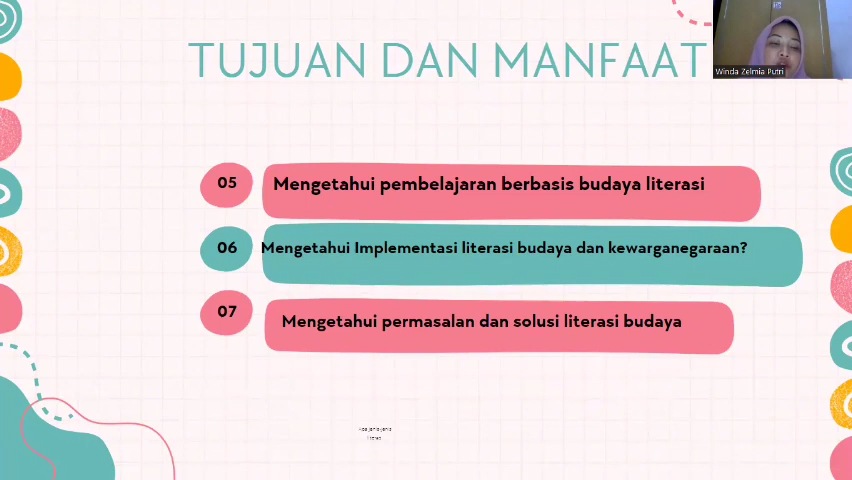 TUJUAN DAN MANFAAT
Winda Zelmia Putri
05 Mengetahui pembelajaran berbasis budaya literasi
06 Mengetahui Implementasi literasi budaya dan kewarganegaraan?
07 Mengetahui permasalan dan solusi literasi budaya